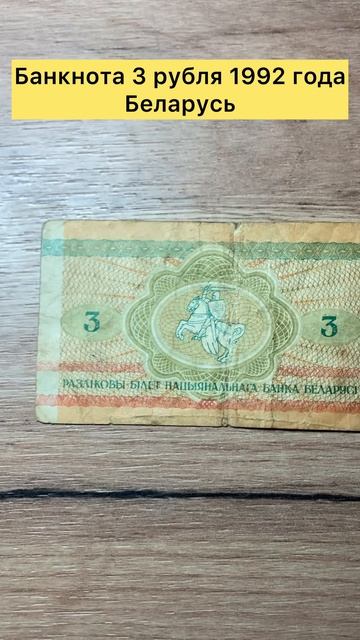 Банкнота 3 рубля 1992 года
Беларусь
3
3
РАЗЛІКОВЫ БІЛЕТ НАЦЫЯНАЛЬНАГА БАНКА БЕЛАРУСІ